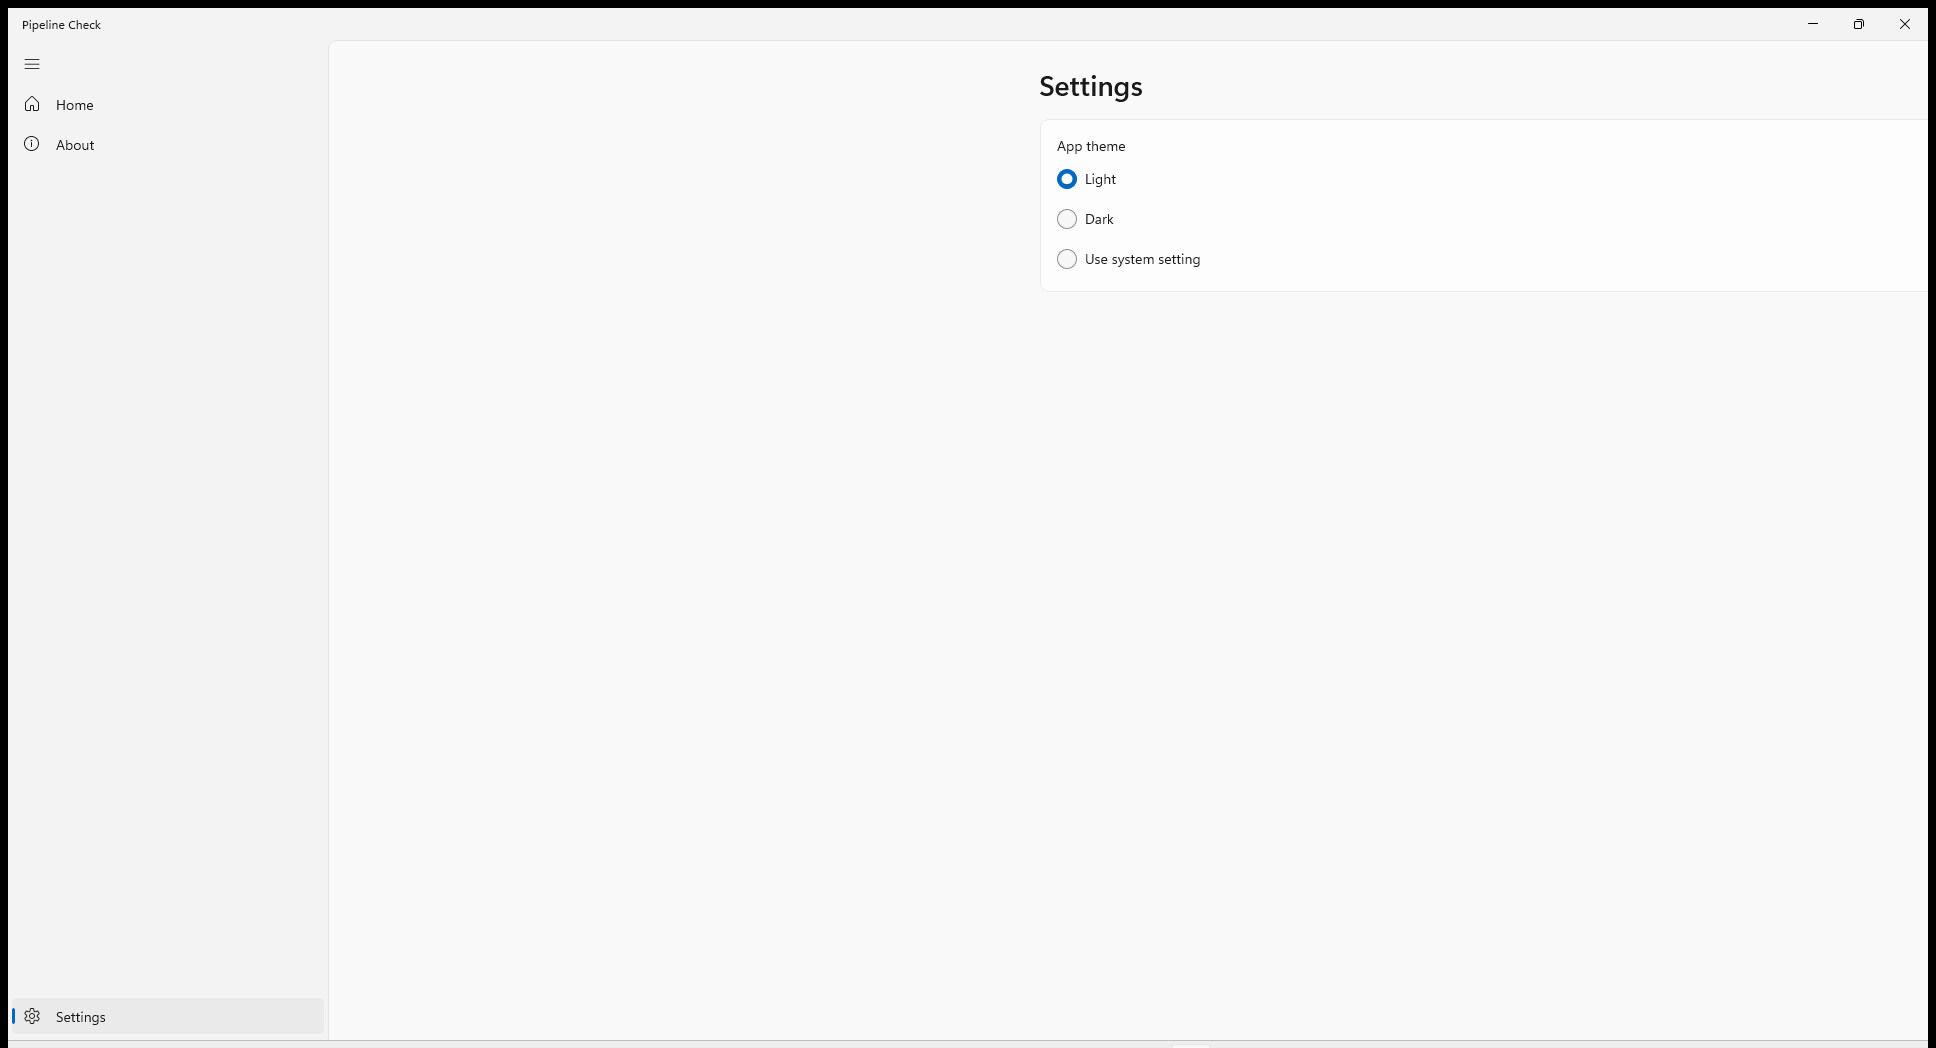 Pipeline Check
Home
About
Settings
App theme
Light
Dark
Use system setting
Settings